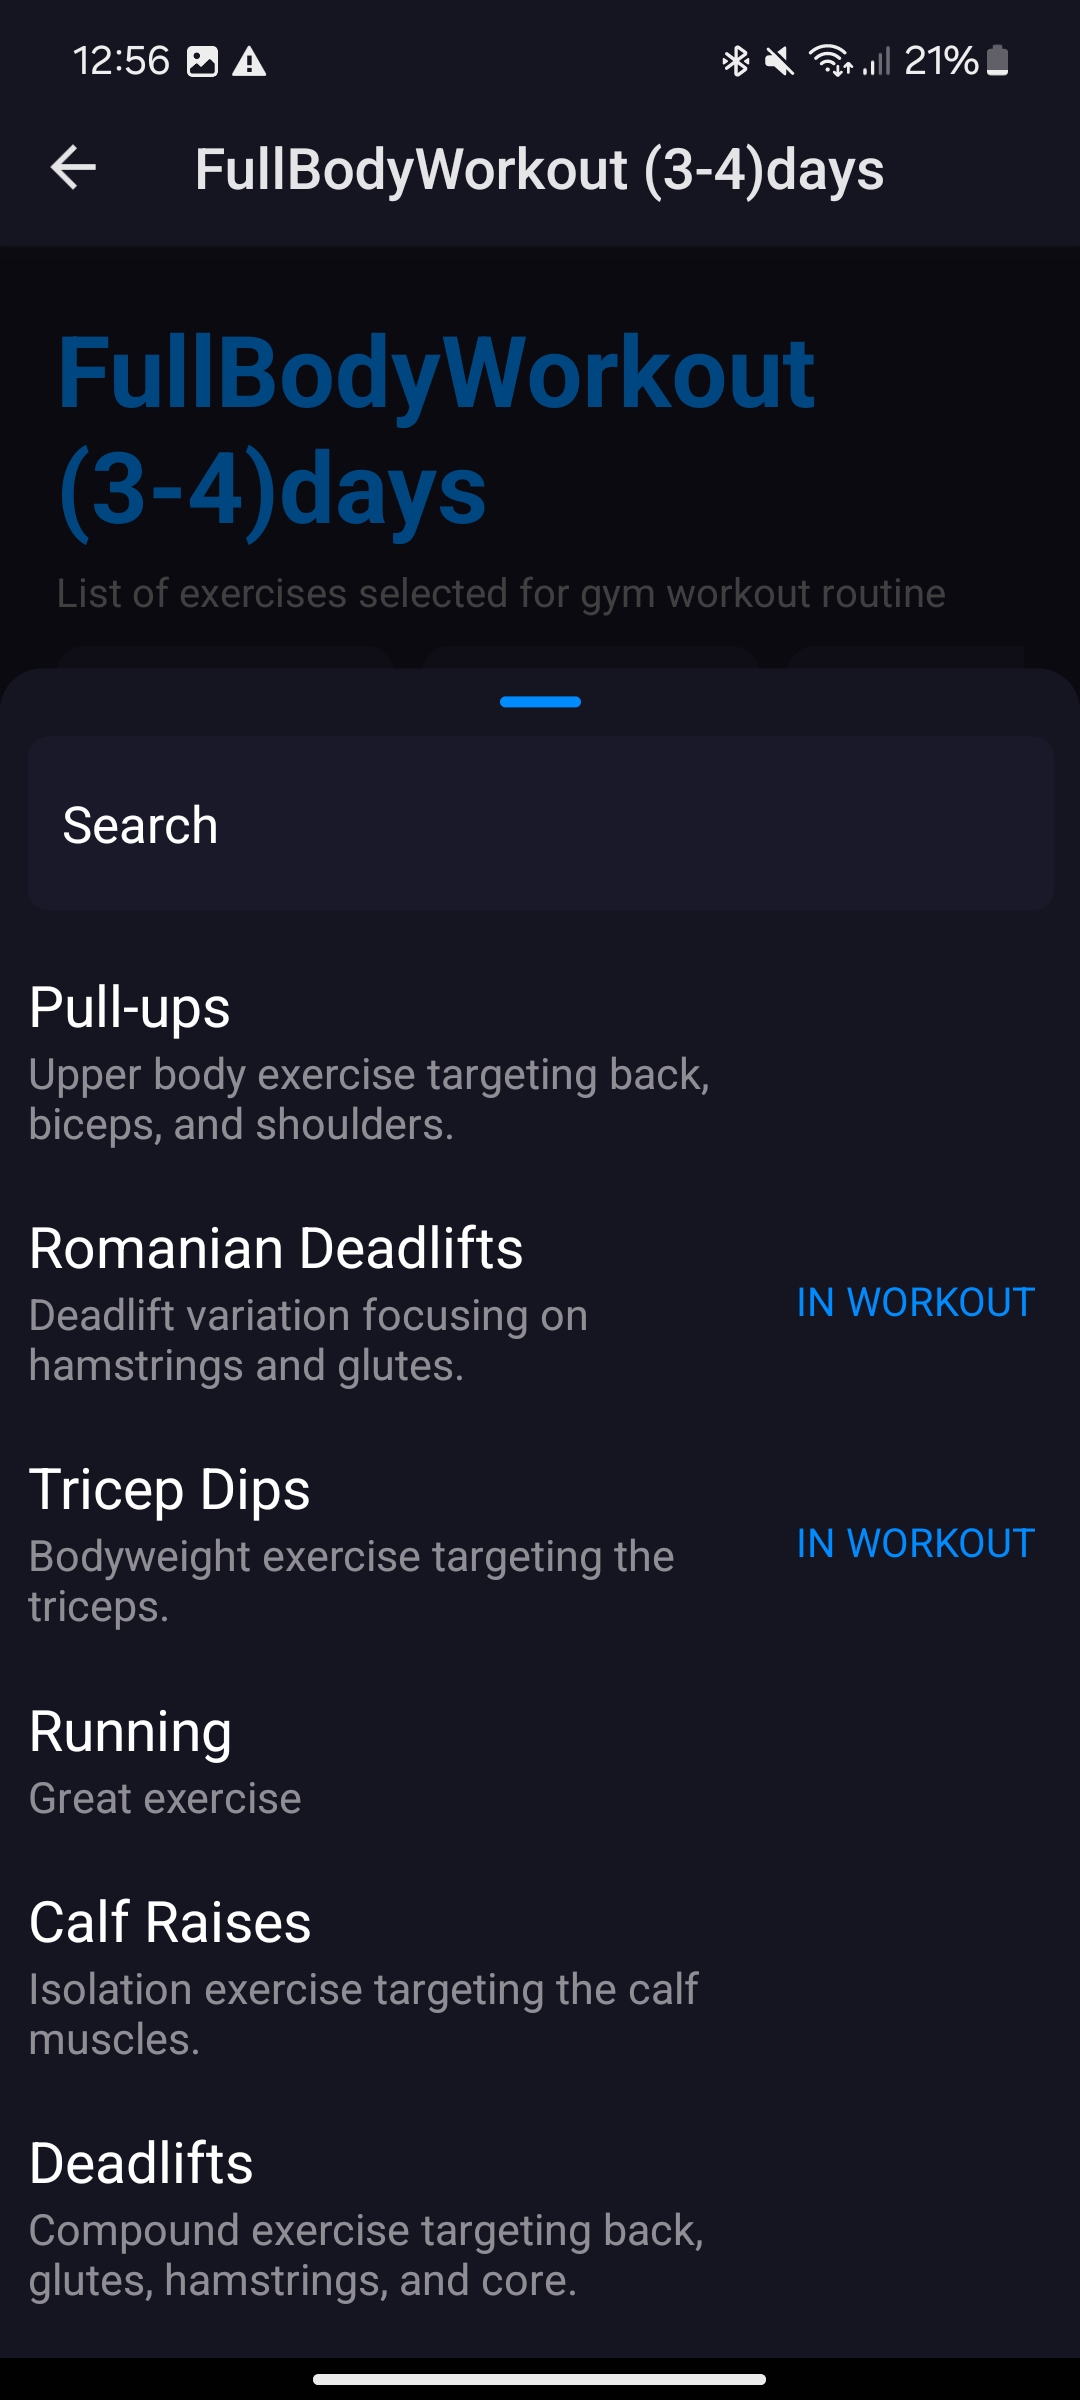 12:56
21%
FullBodyWorkout (3-4)days
FullBodyWorkout
(3-4)days
List of exercises selected for gym workout routine
Search
Pull-ups
Upper body exercise targeting back,
biceps, and shoulders.
Romanian Deadlifts
Deadlift variation focusing on
hamstrings and glutes.
IN WORKOUT
Tricep Dips
Bodyweight exercise targeting the
triceps.
IN WORKOUT
Running
Great exercise
Calf Raises
Isolation exercise targeting the calf
muscles.
Deadlifts
Compound exercise targeting back,
glutes, hamstrings, and core.